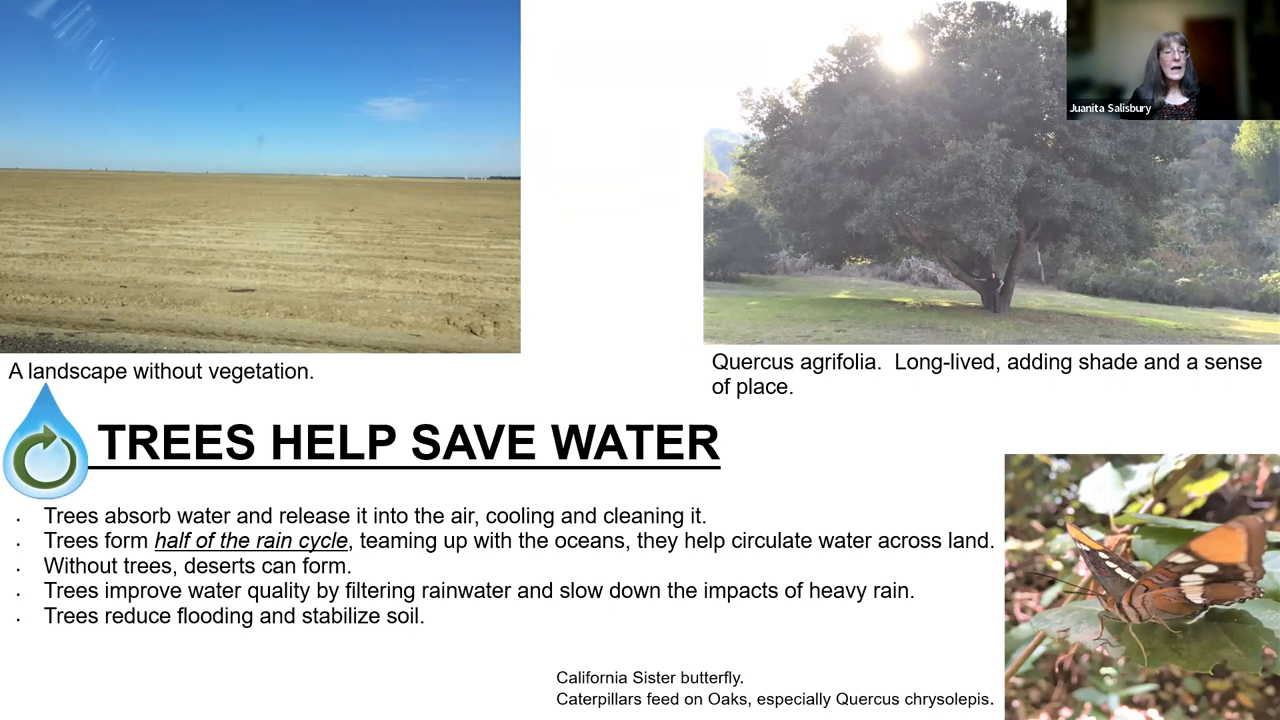 Juanita Salisbury
A landscape without vegetation.
Quercus agrifolia.  Long-lived, adding shade and a sense
of place.
TREES HELP SAVE WATER
· Trees absorb water and release it into the air, cooling and cleaning it.
· Trees form half of the rain cycle, teaming up with the oceans, they help circulate water across land.
· Without trees, deserts can form.
· Trees improve water quality by filtering rainwater and slow down the impacts of heavy rain.
· Trees reduce flooding and stabilize soil.
California Sister butterfly.
Caterpillars feed on Oaks, especially Quercus chrysolepis.